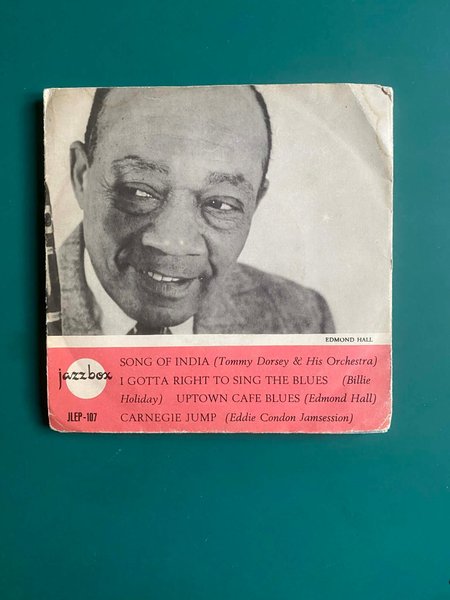 EDMOND HALL
jazzbox
JLEP-107
SONG OF INDIA (Tommy Dorsey & His Orchestra)
I GOTTA RIGHT TO SING THE BLUES (Billie
Holiday) UPTOWN CAFE BLUES (Edmond Hall)
CARNEGIE JUMP (Eddie Condon Jamsession)